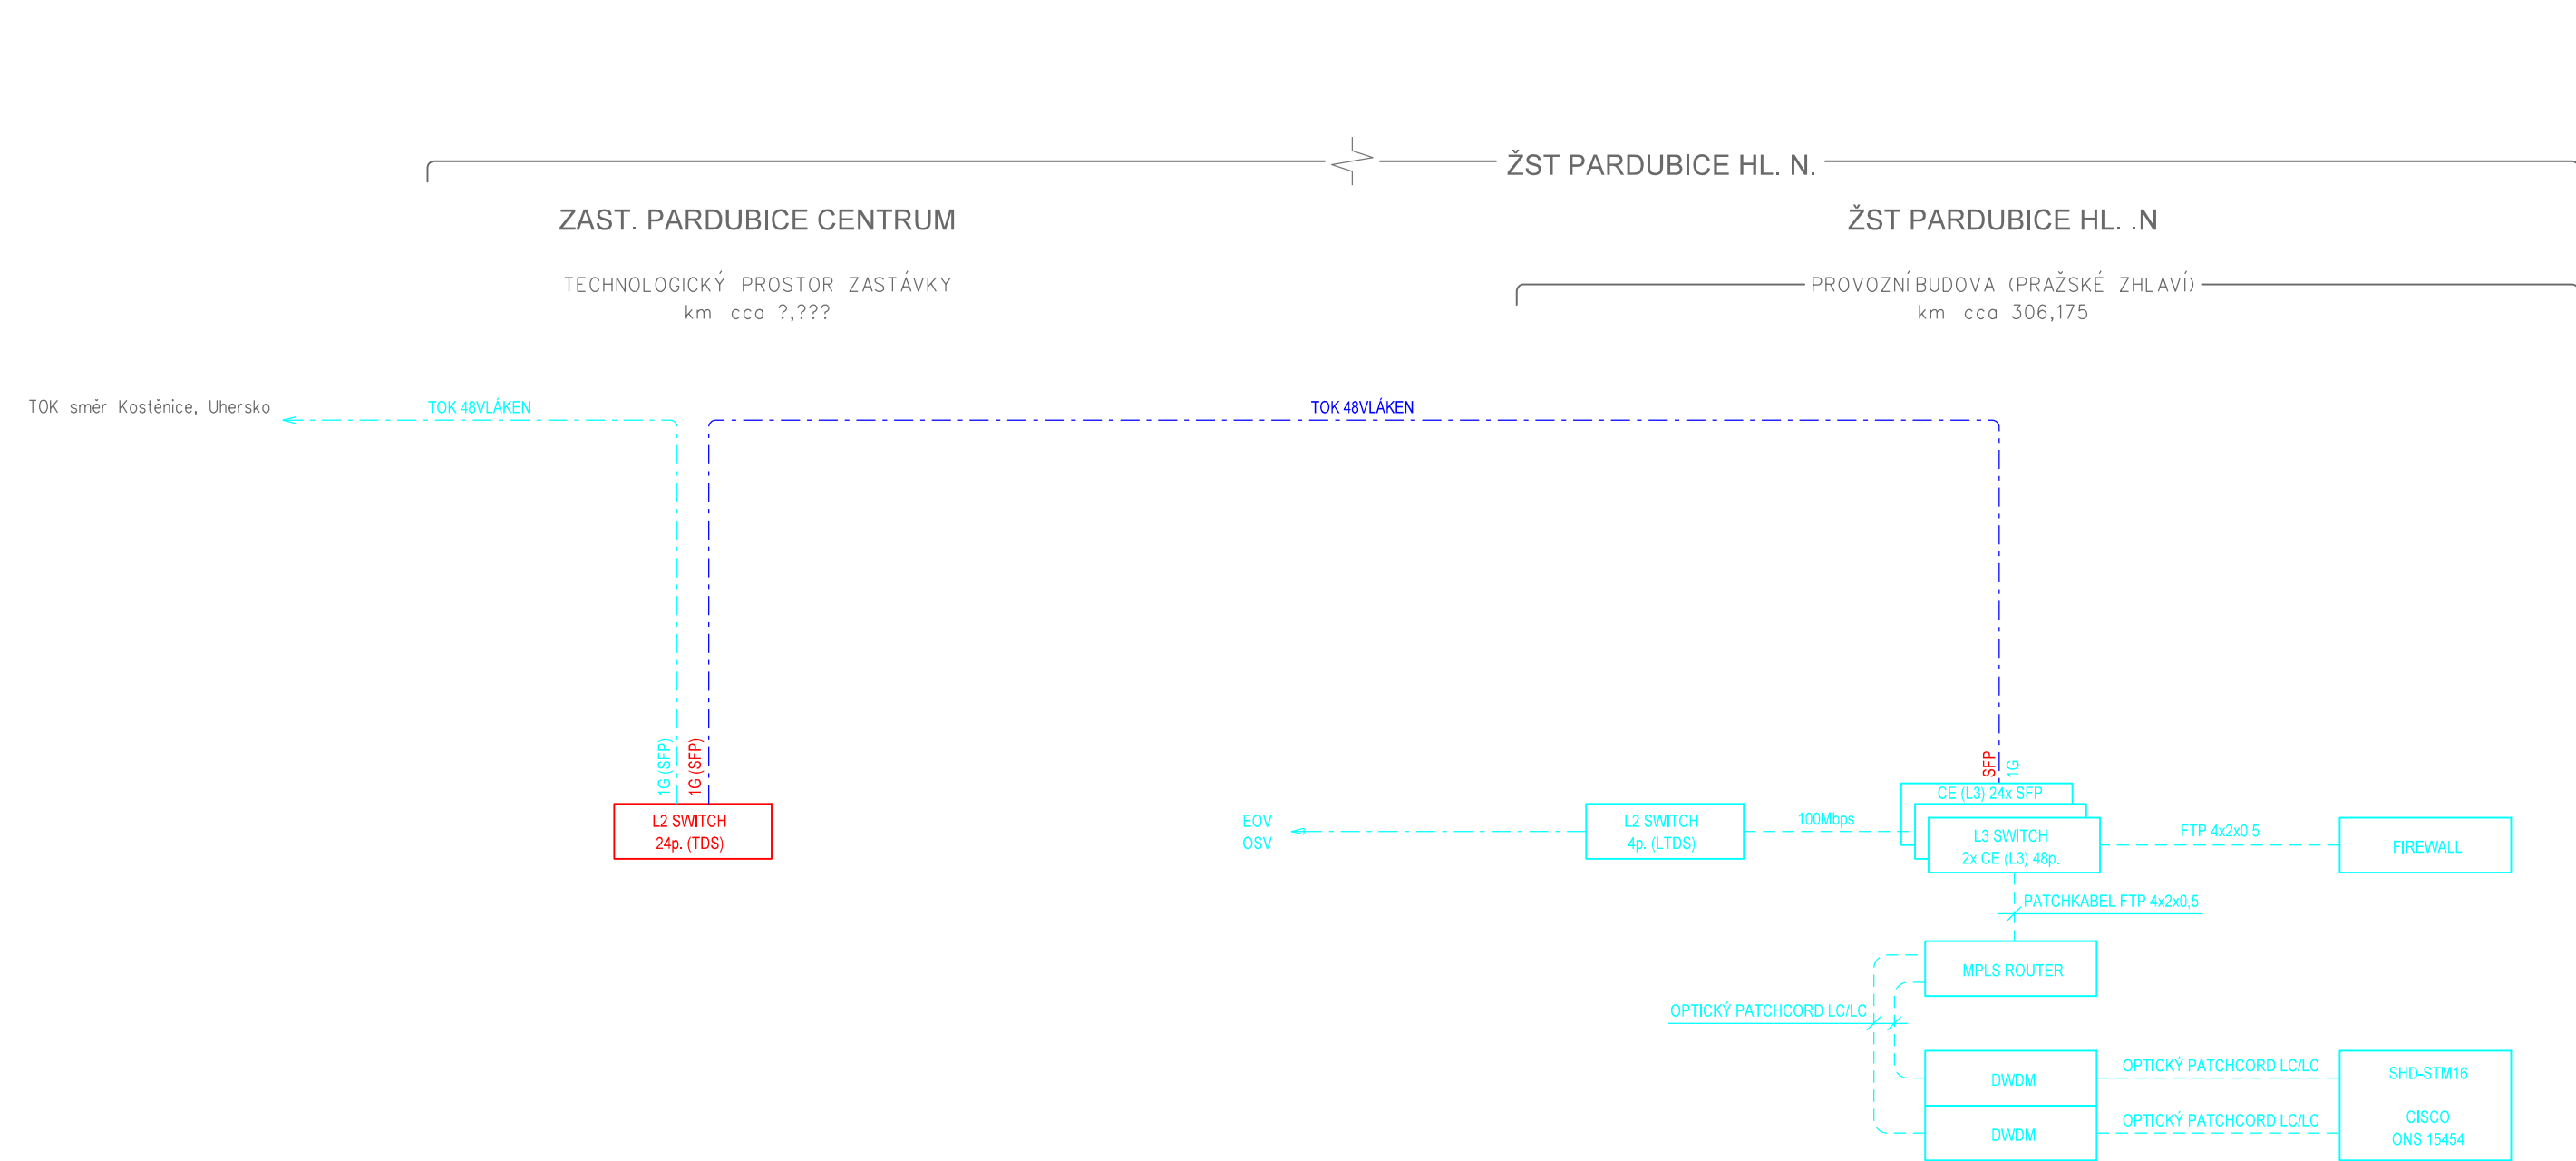 ŽST PARDUBICE HL. N.
ZAST. PARDUBICE CENTRUM
ŽST PARDUBICE HL. .N
TECHNOLOGICKÝ PROSTOR ZASTÁVKY
km cca ?,???
PROVOZNÍ BUDOVA (PRAŽSKÉ ZHLAVÍ)
km cca 306,175
TOK směr Kostěnice, Uhersko
TOK 48VLÁKEN
TOK 48VLÁKEN
1G (SFP)
1G (SFP)
SFP
1G
L2 SWITCH
24p. (TDS)
EOV
OSV
L2 SWITCH
4p. (LTDS)
100Mbps
CE (L3) 24x SFP
L3 SWITCH
2x CE (L3) 48p.
FTP 4x2x0,5
FIREWALL
PATCHKABEL FTP 4x2x0,5
MPLS ROUTER
OPTICKÝ PATCHCORD LC/LC
DWDM
OPTICKÝ PATCHCORD LC/LC
DWDM
OPTICKÝ PATCHCORD LC/LC
SHD-STM16
CISCO
ONS 15454